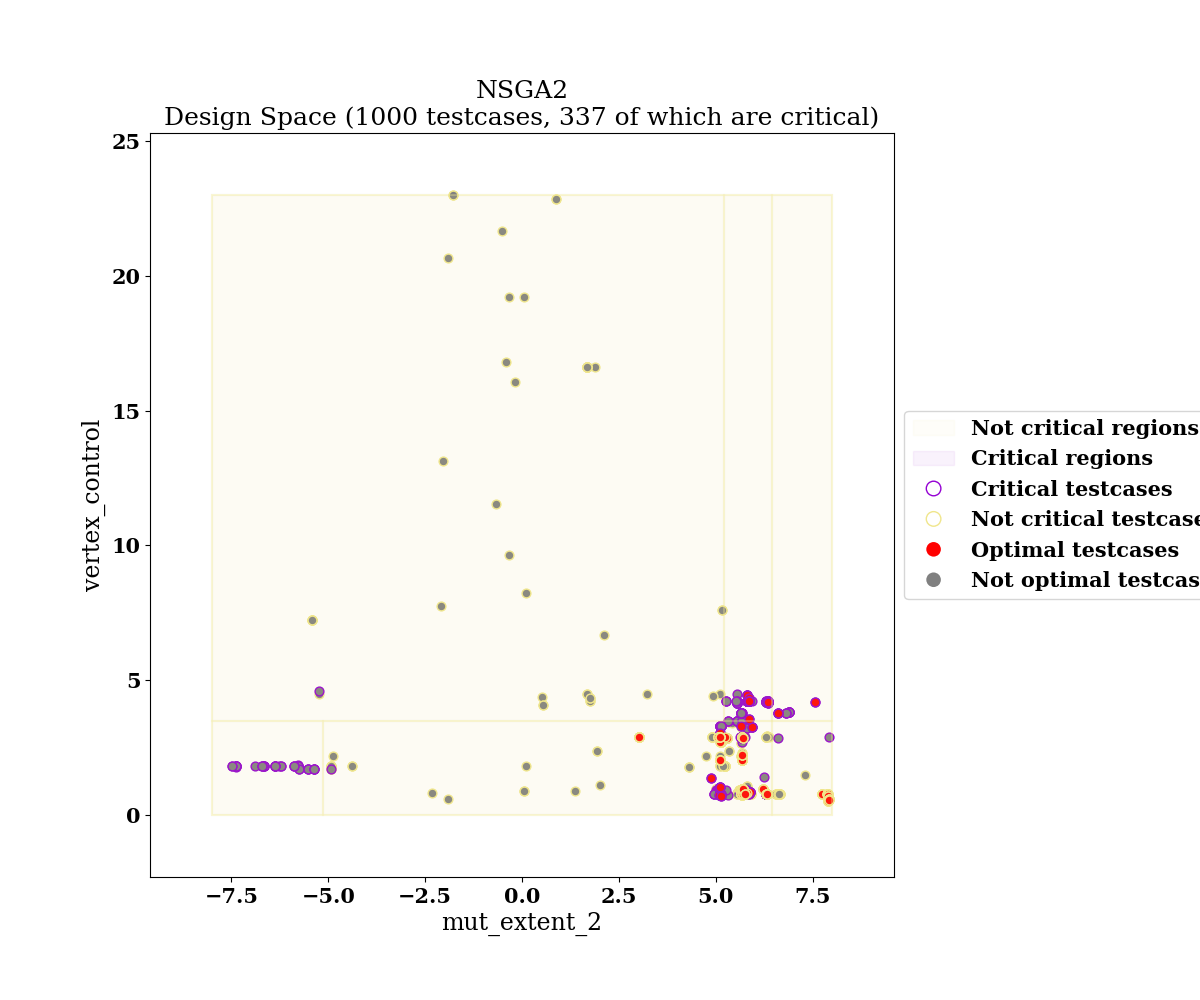 NSGA2
Design Space (1000 testcases, 337 of which are critical)
25
20
15
10
5
0
vertex_control
−7.5
−5.0
−2.5
0.0
2.5
5.0
7.5
mut_extent_2
Not critical regions
Critical regions
Critical testcases
Not critical testcase
Optimal testcases
Not optimal testcas